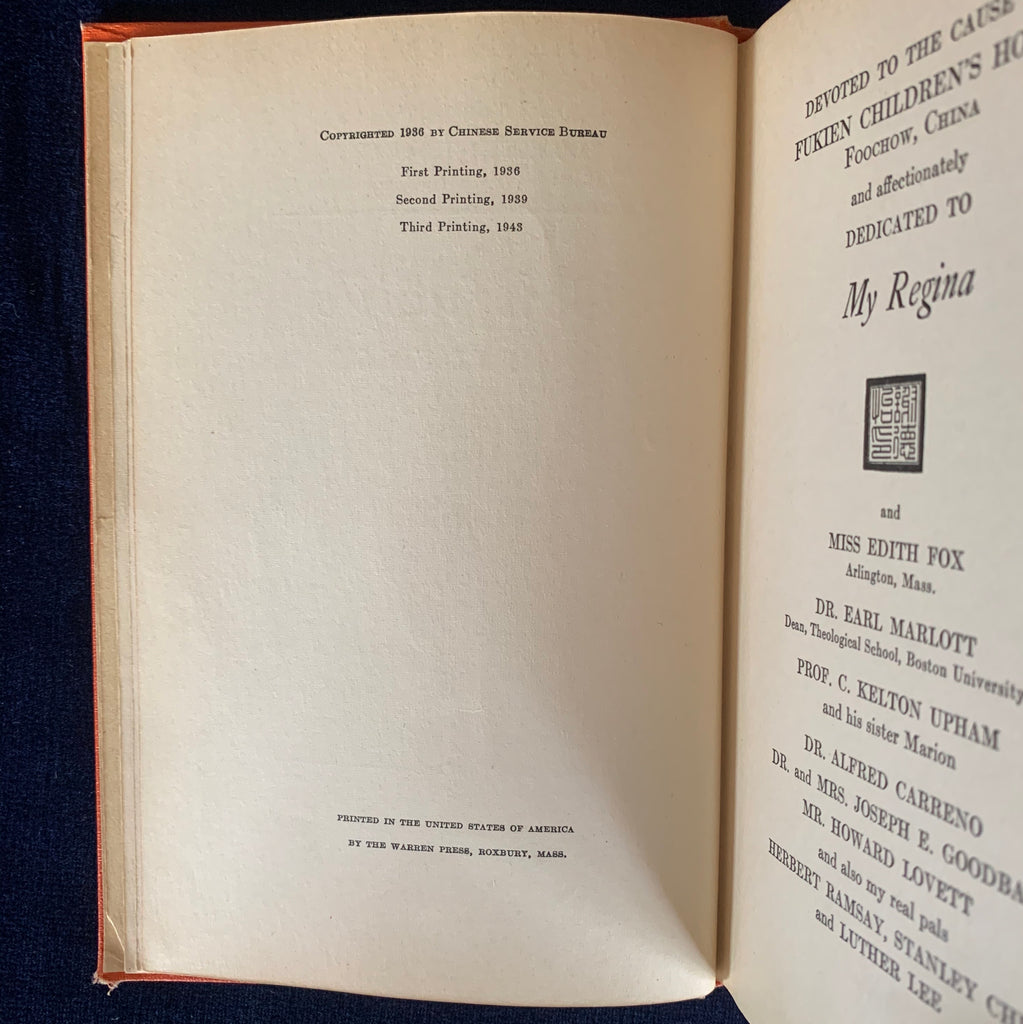 COPYRIGHTED 1936 BY CHINESE SERVICE BUREAU
First Printing, 1936
Second Printing, 1939
Third Printing, 1943
PRINTED IN THE UNITED STATES OF AMERICA
BY THE WARREN PRESS, ROXBURY, MASS.
DEVOTED TO THE CAUSE
FUKIEN CHILDREN'S
FOOCHOW, CHINA
and affectionately
DEDICATED TO
My Regina
and
MISS EDITH FOX
Arlington, Mass.
DR. EARL MARLOTT
Dean, Theological School, Boston University
PROF. C. KELTON UPHAM
and his sister Marion
DR. ALFRED CARRENO
DR. and MRS. JOSEPH E.
MR. HOWARD LOVETT
and also my real pals
HERBERT RAMSAY, STANLEY
and LUTHER LEE